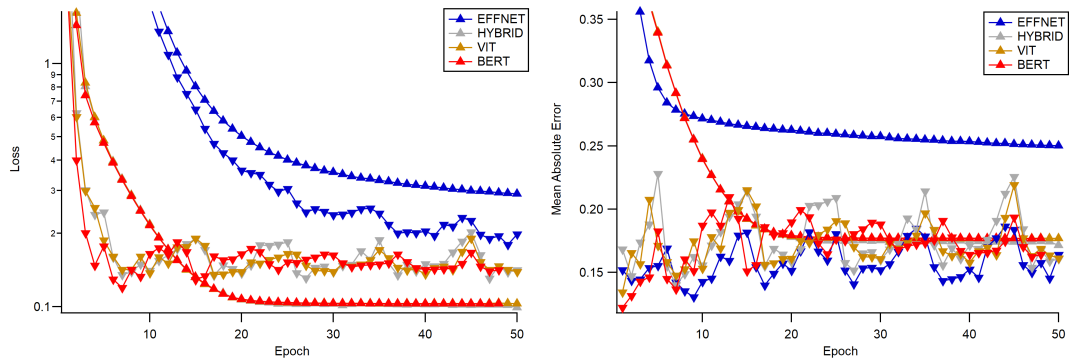 EFFNET
HYBRID
VIT
BERT
Loss
1
9
8
7
6
5
4
3
2
0.1
10
20
30
40
50
Epoch
EFFNET
HYBRID
VIT
BERT
Mean Absolute Error
0.35
0.30
0.25
0.20
0.15
10
20
30
40
50
Epoch